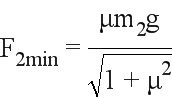 F₂min = μm₂g / √(1 + μ²)